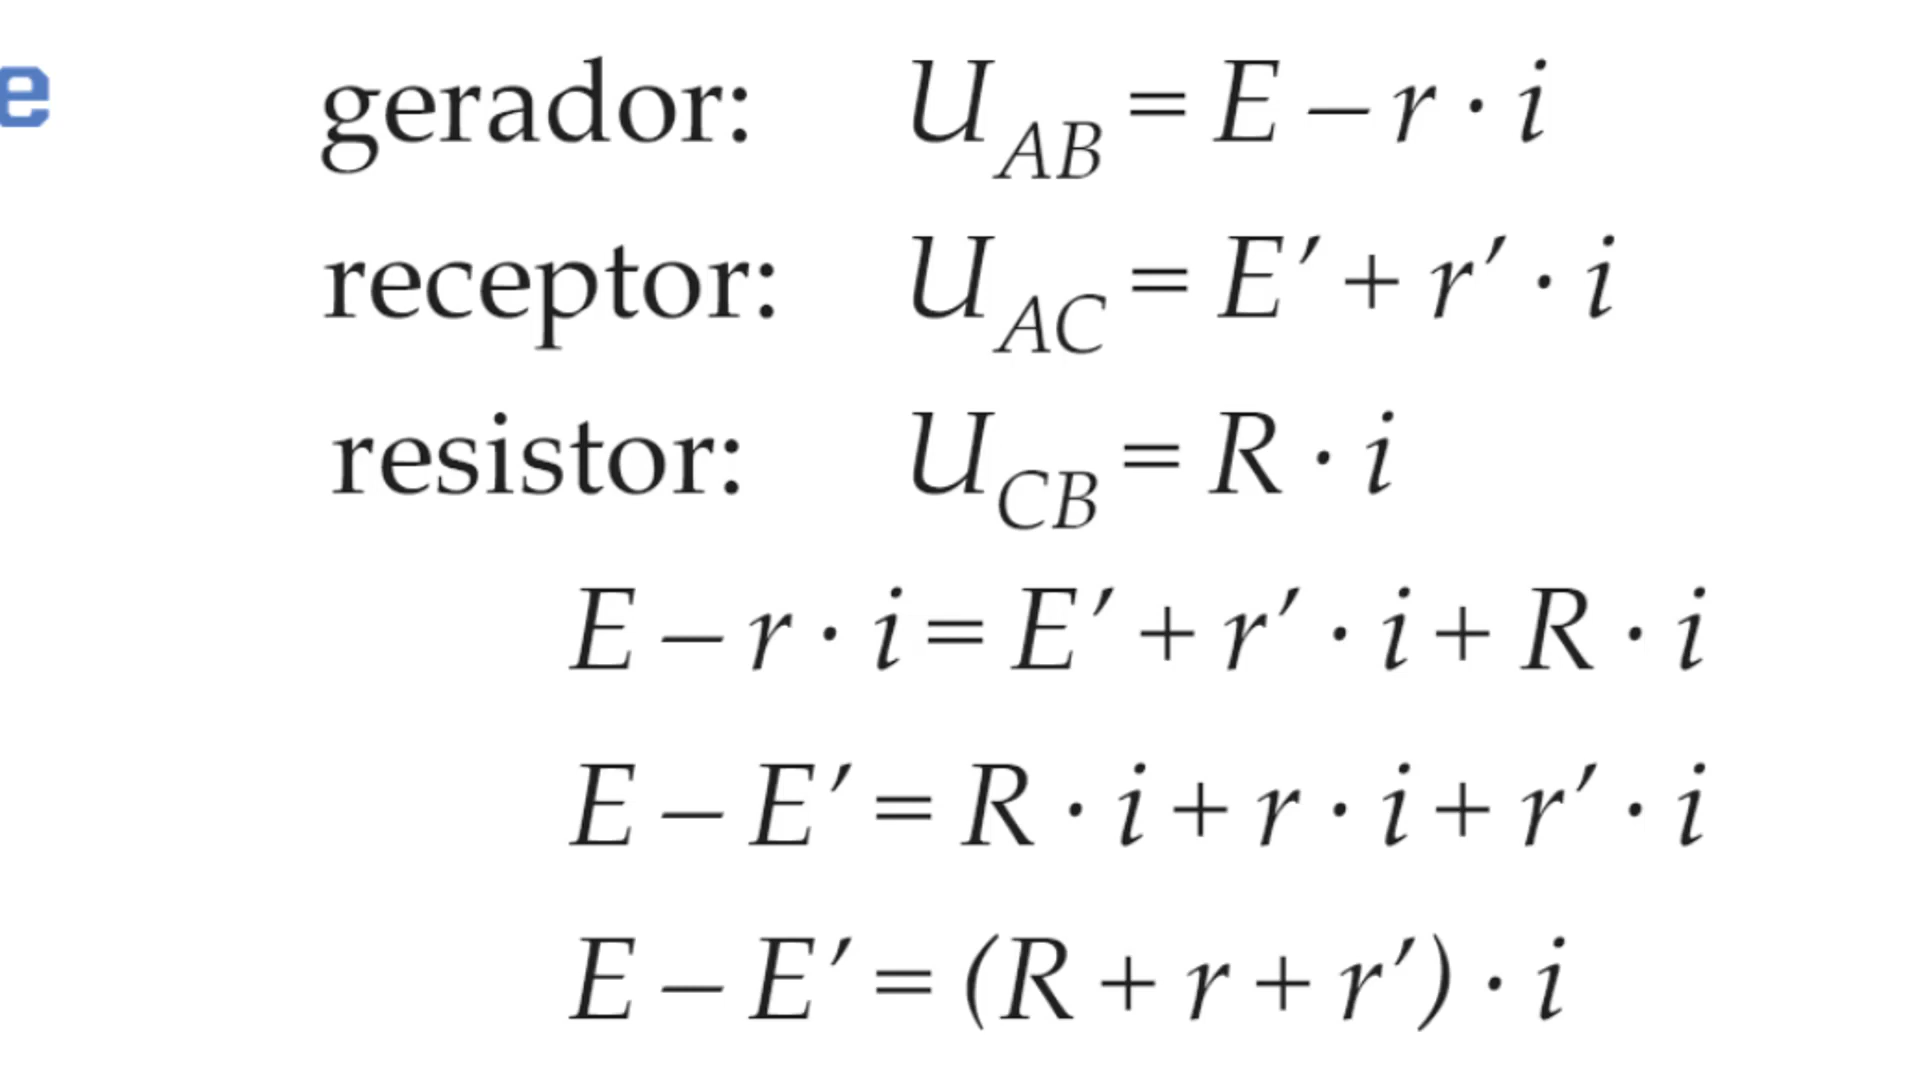 e
gerador: U_AB = E – r · i
receptor: U_AC = E′ + r′ · i
resistor: U_CB = R · i
E – r · i = E′ + r′ · i + R · i
E – E′ = R · i + r · i + r′ · i
E – E′ = (R + r + r′) · i